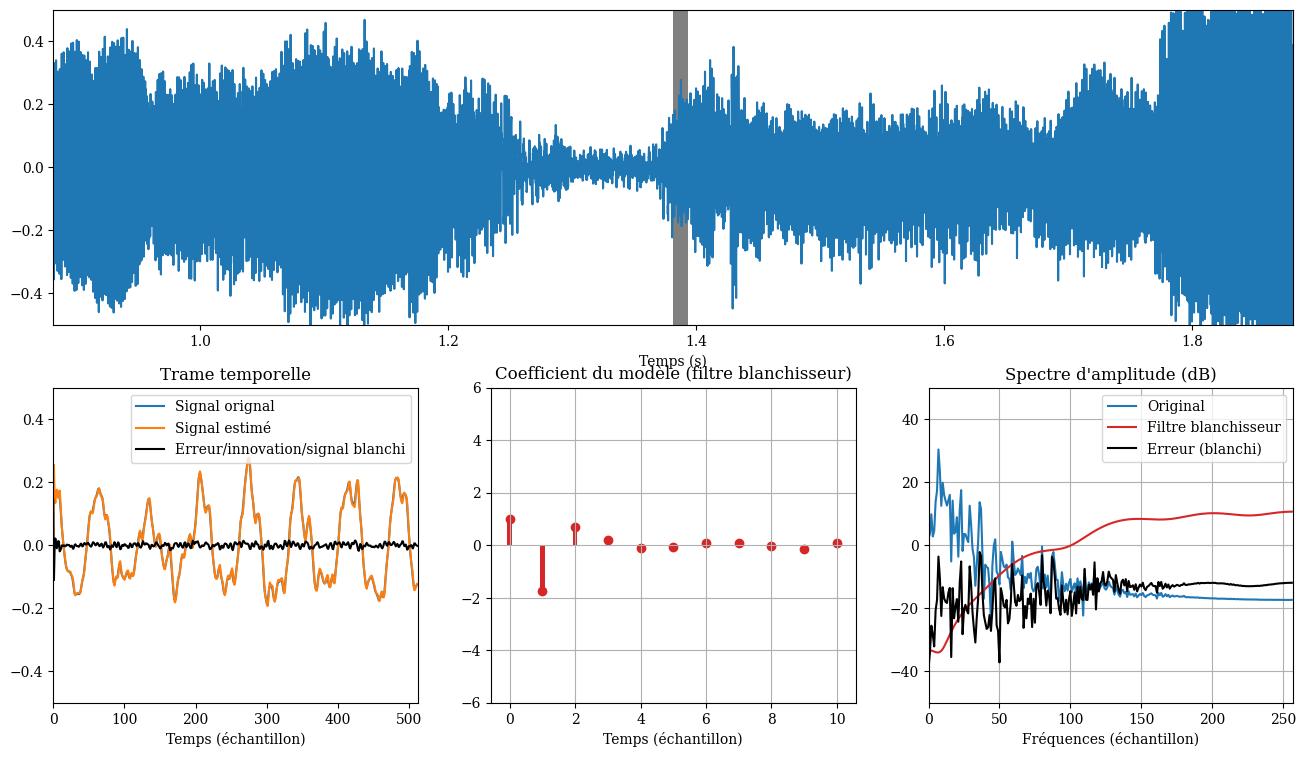 0.4
0.2
0.0
−0.2
−0.4
1.0 1.2 1.4 1.6 1.8
Temps (s)
Trame temporelle
0.4
0.2
0.0
−0.2
−0.4
Signal orignal
Signal estimé
Erreur/innovation/signal blanchi
0 100 200 300 400 500
Temps (échantillon)
Coefficient du modèle (filtre blanchisseur)
6
4
2
0
−2
−4
−6
0 2 4 6 8 10
Temps (échantillon)
Spectre d'amplitude (dB)
40
20
0
−20
−40
Original
Filtre blanchisseur
Erreur (blanchi)
0 50 100 150 200 250
Fréquences (échantillon)